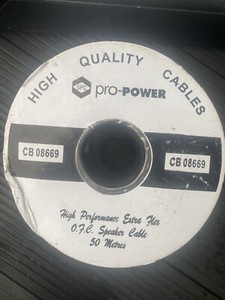 HIGH QUALITY CABLES
pro-POWER
CB 08669
CB 08669
High Performance Extra Flex
O.F.C. Speaker Cable
50 Metres